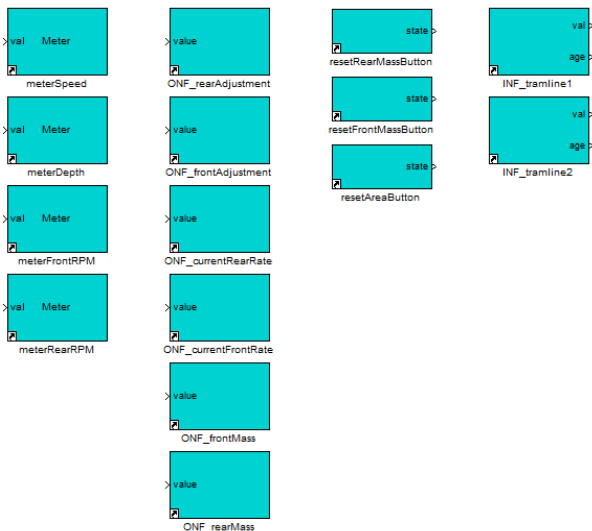 val Meter
meterSpeed
val Meter
meterDepth
val Meter
meterFrontRPM
val Meter
meterRearRPM
value
ONF_rearAdjustment
value
ONF_frontAdjustment
value
ONF_currentRearRate
value
ONF_currentFrontRate
value
ONF_frontMass
value
ONF_rearMass
state
resetRearMassButton
state
resetFrontMassButton
state
resetAreaButton
val
age
INF_tramline1
val
age
INF_tramline2